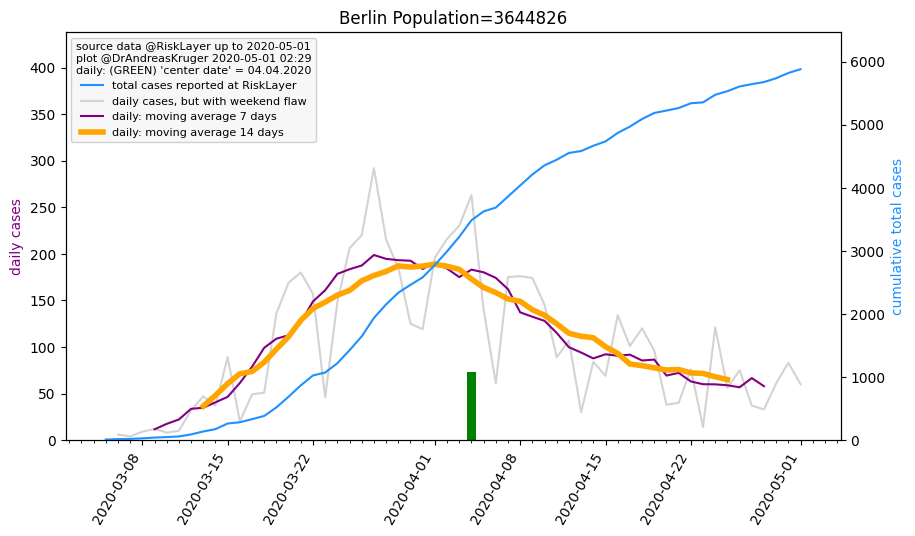 Berlin Population=3644826
source data @RiskLayer up to 2020-05-01
plot @DrAndreasKruger 2020-05-01 02:29
daily: (GREEN) 'center date' = 04.04.2020
total cases reported at RiskLayer
daily cases, but with weekend flaw
daily: moving average 7 days
daily: moving average 14 days
daily cases
400
350
300
250
200
150
100
50
0
cumulative total cases
6000
5000
4000
3000
2000
1000
0
2020-03-08
2020-03-15
2020-03-22
2020-04-01
2020-04-08
2020-04-15
2020-04-22
2020-05-01